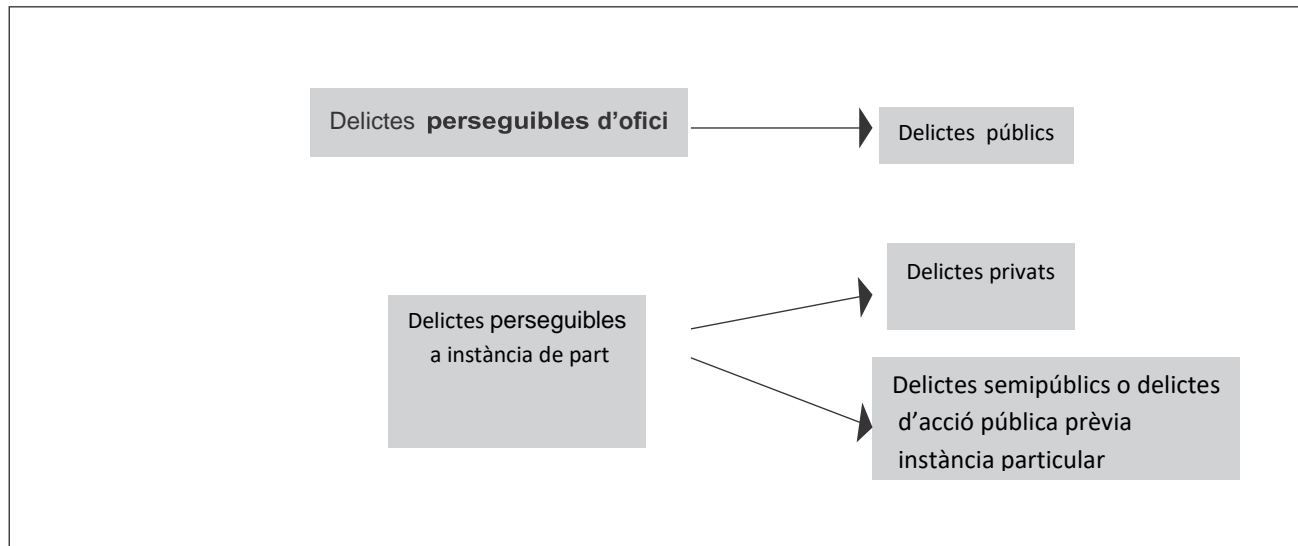 Delictes perseguibles d'ofici
Delictes públics
Delictes privats
Delictes perseguibles
a instància de part
Delictes semipúblics o delictes
d'acció pública prèvia
instància particular